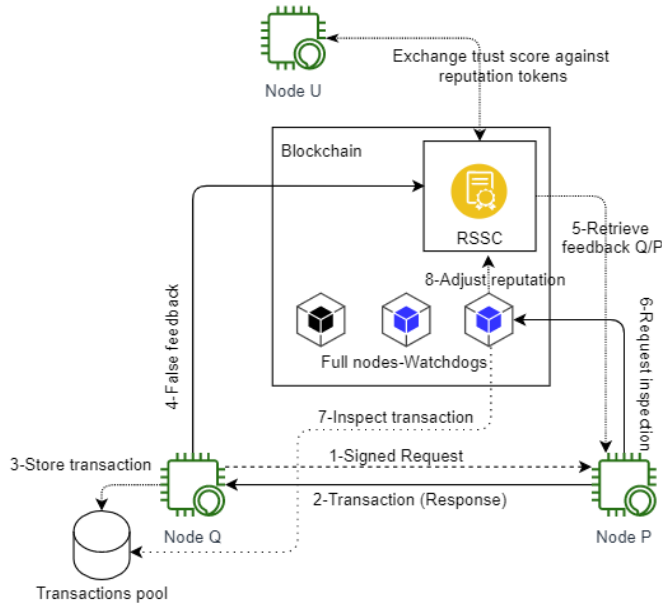 Exchange trust score against
reputation tokens
Node U
Blockchain
RSSC
5-Retrieve
feedback Q/P
8-Adjust reputation
4-False feedback
6-Request inspection
Full nodes-Watchdogs
7-Inspect transaction
3-Store transaction
1-Signed Request
2-Transaction (Response)
Node Q
Node P
Transactions pool